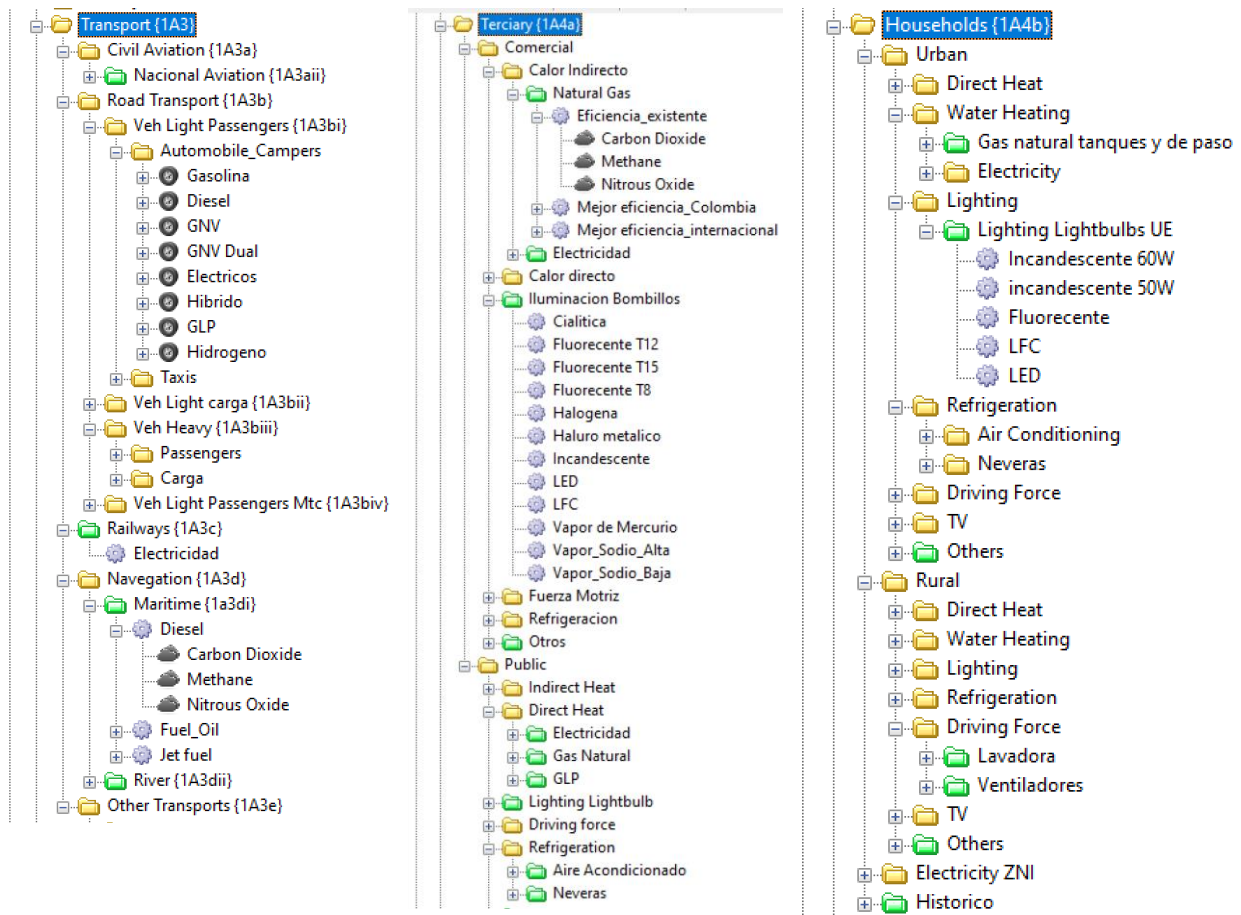 Transport {1A3}
Civil Aviation {1A3a}
Nacional Aviation {1A3aii}
Road Transport {1A3b}
Veh Light Passengers {1A3bi}
Automobile_Campers
Gasolina
Diesel
GNV
GNV Dual
Electricos
Hibrido
GLP
Hidrogeno
Taxis
Veh Light carga {1A3bii}
Veh Heavy {1A3biii}
Passengers
Carga
Veh Light Passengers Mtc {1A3biv}
Railways {1A3c}
Electricidad
Navegation {1A3d}
Maritime {1a3di}
Diesel
Carbon Dioxide
Methane
Nitrous Oxide
Fuel_Oil
Jet fuel
River {1A3dii}
Other Transports {1A3e}
Terciary {1A4a}
Comercial
Calor Indirecto
Natural Gas
Eficiencia_existente
Carbon Dioxide
Methane
Nitrous Oxide
Mejor eficiencia_Colombia
Mejor eficiencia_internacional
Electricidad
Calor directo
Iluminacion Bombillos
Cialitica
Fluorecente T12
Fluorecente T15
Fluorecente T8
Halogena
Haluro metalico
Incandescente
LED
LFC
Vapor de Mercurio
Vapor_Sodio_Alta
Vapor_Sodio_Baja
Fuerza Motriz
Refrigeracion
Otros
Public
Indirect Heat
Direct Heat
Electricidad
Gas Natural
GLP
Lighting Lightbulb
Driving force
Refrigeration
Aire Acondicionado
Neveras
Households {1A4b}
Urban
Direct Heat
Water Heating
Gas natural tanques y de paso
Electricity
Lighting
Lighting Lightbulbs UE
Incandescente 60W
incandescente 50W
Fluorecente
LFC
LED
Refrigeration
Air Conditioning
Neveras
Driving Force
TV
Others
Rural
Direct Heat
Water Heating
Lighting
Refrigeration
Driving Force
Lavadora
Ventiladores
TV
Others
Electricity ZNI
Historico